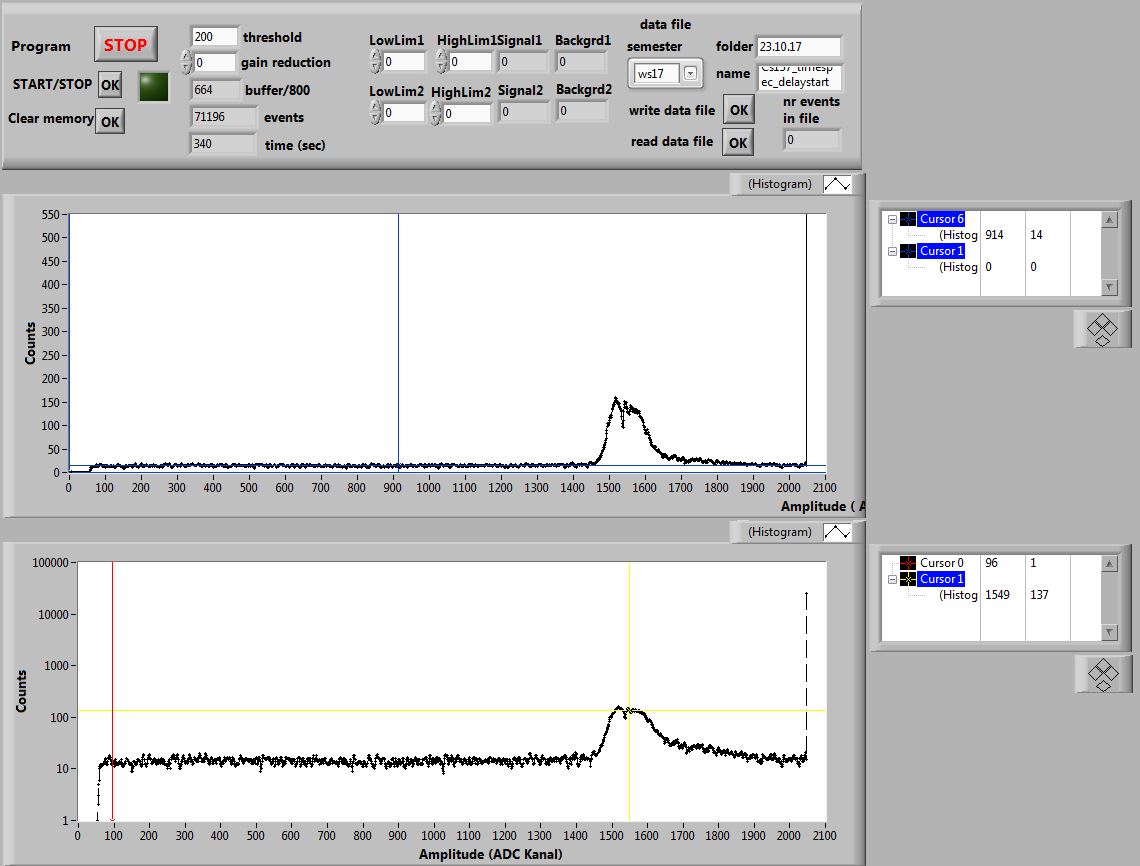 Program
STOP
200 threshold
0 gain reduction
START/STOP OK
664 buffer/800
Clear memory OK
71196 events
340 time (sec)
LowLim1 HighLim1 Signal1 Backgrd1
0 0 0 0
LowLim2 HighLim2 Signal2 Backgrd2
0 0 0 0
data file
semester folder 23.10.17
ws17 name
ec_delaystart
write data file OK nr events
in file
read data file OK 0
(Histogram)
Counts
550
500
450
400
350
300
250
200
150
100
50
0
0 100 200 300 400 500 600 700 800 900 1000 1100 1200 1300 1400 1500 1600 1700 1800 1900 2000 2100
Amplitude ( A
Cursor 6
(Histog 914 14
Cursor 1
(Histog 0 0
(Histogram)
Counts
100000
10000
1000
100
10
1
0 100 200 300 400 500 600 700 800 900 1000 1100 1200 1300 1400 1500 1600 1700 1800 1900 2000 2100
Amplitude (ADC Kanal)
Cursor 0 96 1
Cursor 1
(Histog 1549 137